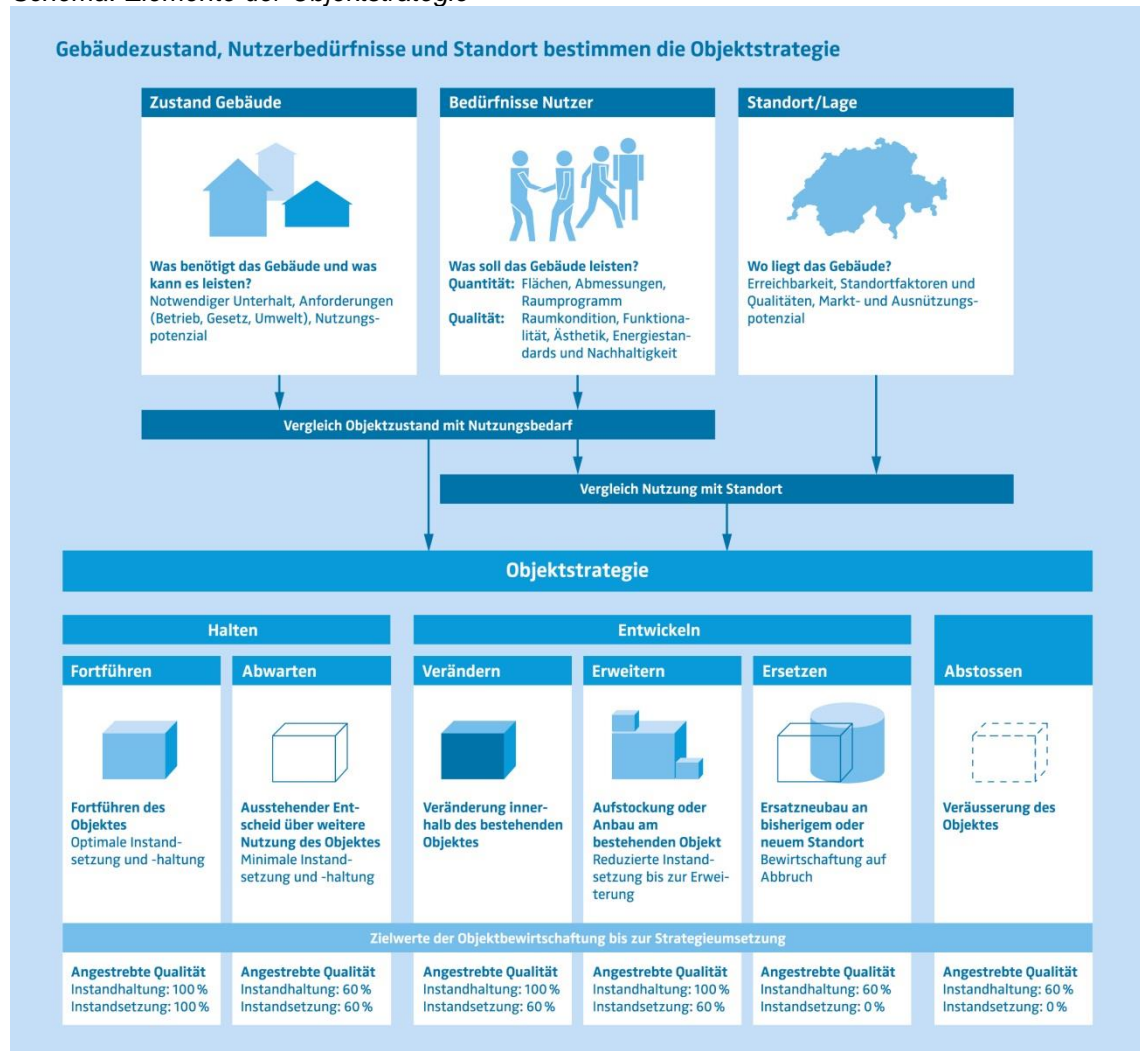 Schema: Elemente der Objektstrategie
Gebäudezustand, Nutzerbedürfnisse und Standort bestimmen die Objektstrategie
Zustand Gebäude
Was benötigt das Gebäude und was
kann es leisten?
Notwendiger Unterhalt, Anforderungen
(Betrieb, Gesetz, Umwelt), Nutzungs-
potenzial
Bedürfnisse Nutzer
Was soll das Gebäude leisten?
Quantität: Flächen, Abmessungen,
Raumprogramm
Qualität: Raumkondition, Funktiona-
lität, Ästhetik, Energiestan-
dards und Nachhaltigkeit
Standort/Lage
Wo liegt das Gebäude?
Erreichbarkeit, Standortfaktoren und
Qualitäten, Markt- und Ausnützungs-
potenzial
Vergleich Objektzustand mit Nutzungsbedarf
Vergleich Nutzung mit Standort
Objektstrategie
Halten
Entwickeln
Fortführen
Fortführen des
Objektes
Optimale Instand-
setzung und -haltung
Abwarten
Ausstehender Ent-
scheid über weitere
Nutzung des Objektes
Minimale Instand-
setzung und -haltung
Verändern
Veränderung inner-
halb des bestehenden
Objektes
Erweitern
Aufstockung oder
Anbau am
bestehenden Objekt
Reduzierte Instand-
setzung bis zur Erwei-
terung
Ersetzen
Ersatzneubau an
bisherigem oder
neuem Standort
Bewirtschaftung auf
Abbruch
Abstossen
Veräusserung des
Objektes
Zielwerte der Objektbewirtschaftung bis zur Strategieumsetzung
Angestrebte Qualität
Instandhaltung: 100 %
Instandsetzung: 100 %
Angestrebte Qualität
Instandhaltung: 60 %
Instandsetzung: 60 %
Angestrebte Qualität
Instandhaltung: 100 %
Instandsetzung: 60 %
Angestrebte Qualität
Instandhaltung: 100 %
Instandsetzung: 60 %
Angestrebte Qualität
Instandhaltung: 60 %
Instandsetzung: 0 %
Angestrebte Qualität
Instandhaltung: 60 %
Instandsetzung: 0 %